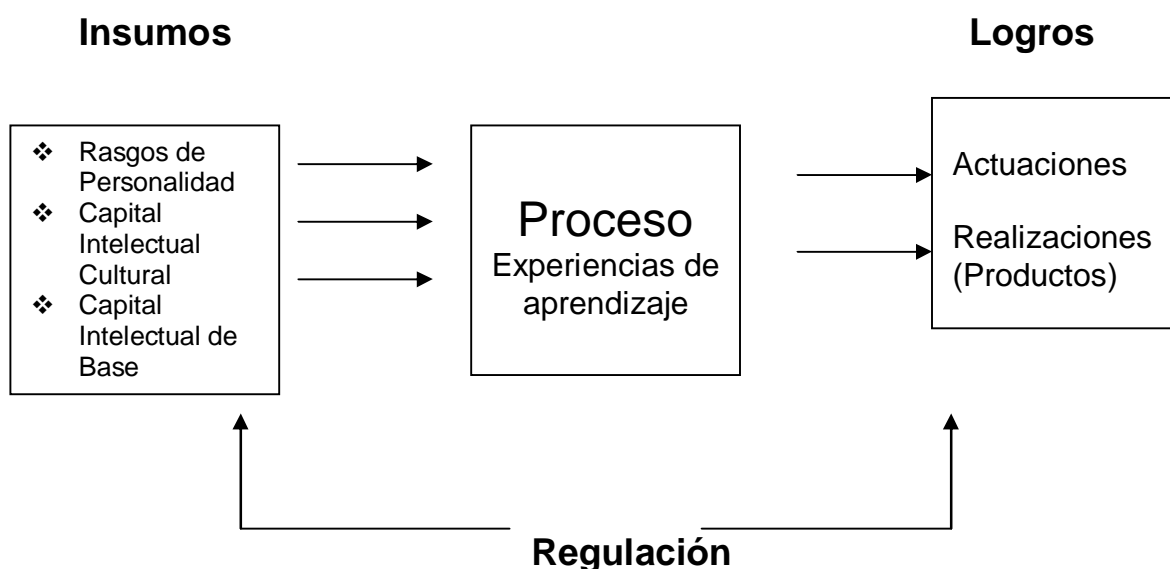 Insumos
Logros
❖ Rasgos de
Personalidad
❖ Capital
Intelectual
Cultural
❖ Capital
Intelectual de
Base
Proceso
Experiencias de
aprendizaje
Actuaciones
Realizaciones
(Productos)
Regulación